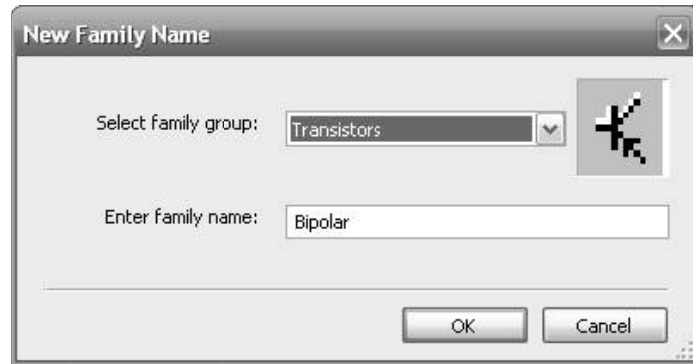 New Family Name
Select family group: Transistors
Enter family name: Bipolar
OK Cancel